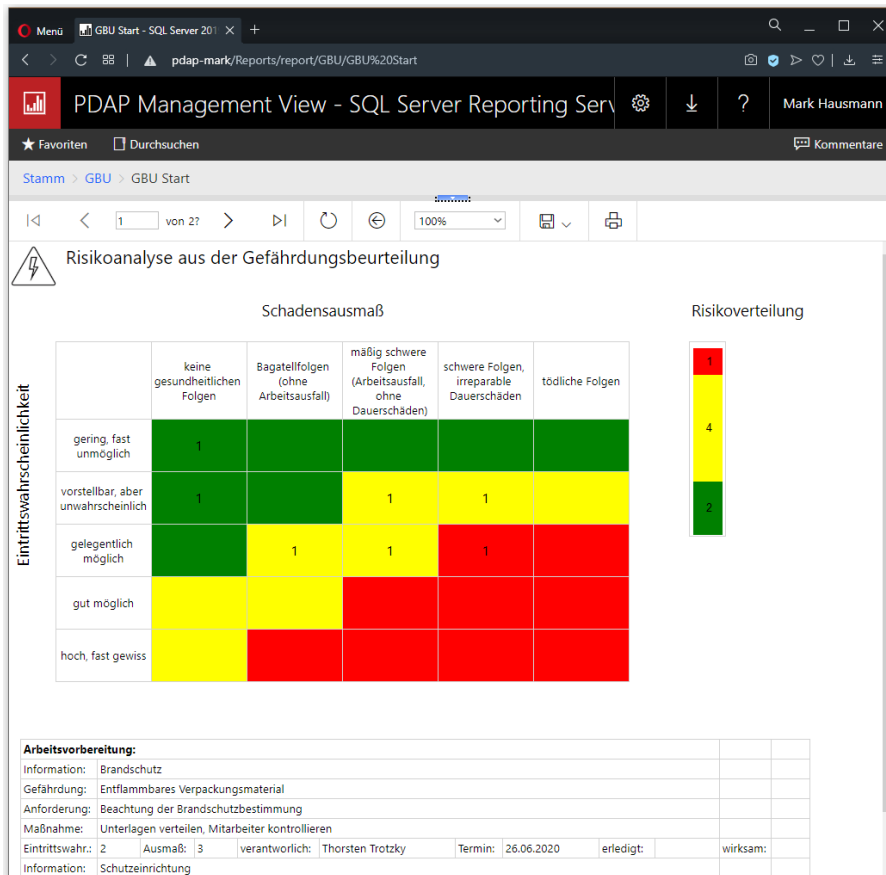 Menü
GBU Start - SQL Server 201
pdap-mark/Reports/report/GBU/GBU%20Start
PDAP Management View - SQL Server Reporting Serv
?
Mark Hausmann
Favoriten
Durchsuchen
Kommentare
Stamm > GBU > GBU Start
1 von 2?
100%
Risikoanalyse aus der Gefährdungsbeurteilung
Schadensausmaß
Risikoverteilung
Eintrittswahrscheinlichkeit
keine gesundheitlichen Folgen
Bagatellfolgen (ohne Arbeitsausfall)
mäßig schwere Folgen (Arbeitsausfall, ohne Dauerschäden)
schwere Folgen, irreparable Dauerschäden
tödliche Folgen
gering, fast unmöglich 1
vorstellbar, aber unwahrscheinlich 1 1 1
gelegentlich möglich 1 1 1
gut möglich
hoch, fast gewiss
1
4
2
Arbeitsvorbereitung:
Information: Brandschutz
Gefährdung: Entflammbares Verpackungsmaterial
Anforderung: Beachtung der Brandschutzbestimmung
Maßnahme: Unterlagen verteilen, Mitarbeiter kontrollieren
Eintrittswahr.: 2 Ausmaß: 3 verantworlich: Thorsten Trotzky Termin: 26.06.2020 erledigt: wirksam:
Information: Schutzeinrichtung